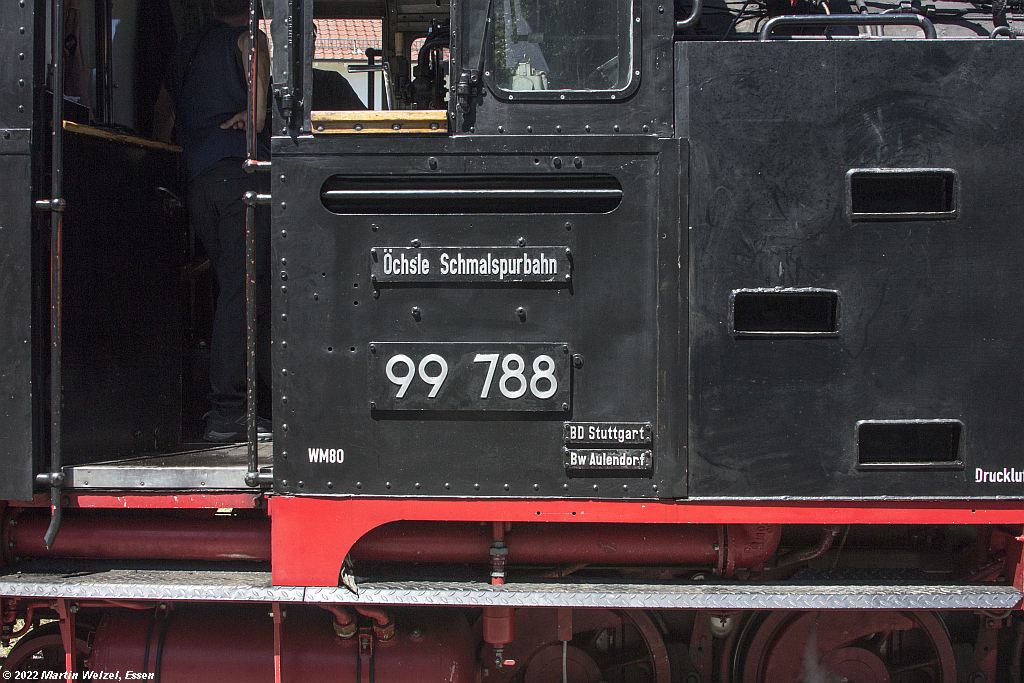 Öchsle Schmalspurbahn
99 788
BD Stuttgart
Bw Aulendorf
WM80
© 2022 Martin Welzel, Essen